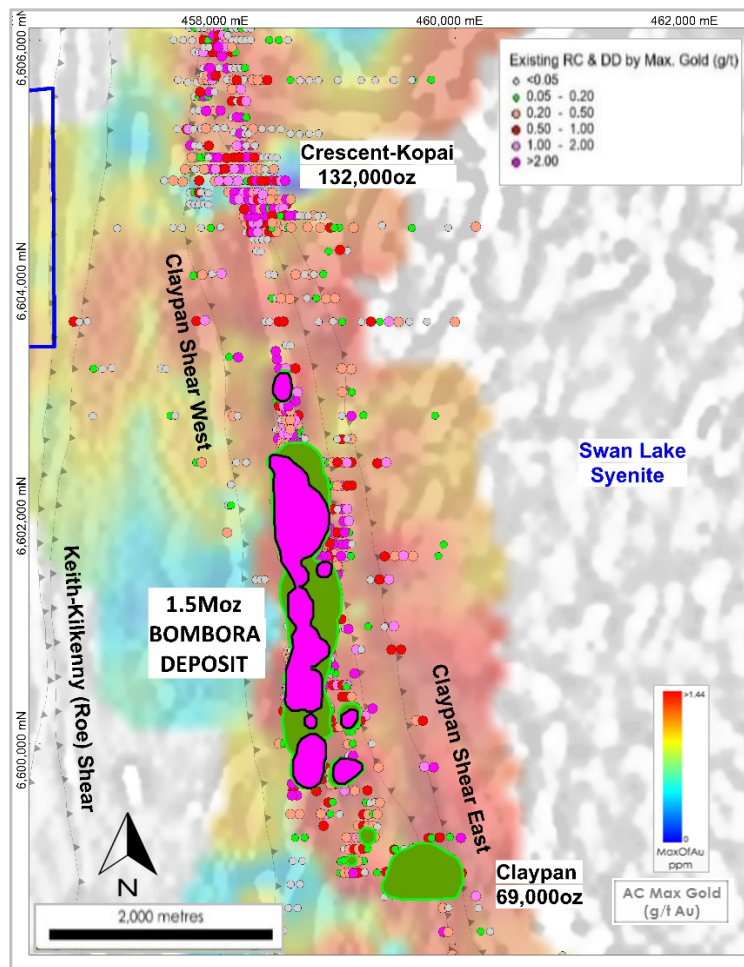 458,000 mE
460,000 mE
462,000 mE
6,606,000 mN
Existing RC & DD by Max. Gold (g/t)
<0.05
0.05 - 0.20
0.20 - 0.50
0.50 - 1.00
1.00 - 2.00
>2.00
Crescent-Kopai
132,000oz
6,604,000 mN
Claypan Shear West
Swan Lake
Syenite
6,602,000 mN
Keith-Kilkenny (Roe) Shear
1.5Moz
BOMBORA
DEPOSIT
Claypan Shear East
6,600,000 mN
>1.44
0
MaxOfAu
ppm
AC Max Gold
(g/t Au)
N
Claypan
69,000oz
2,000 metres